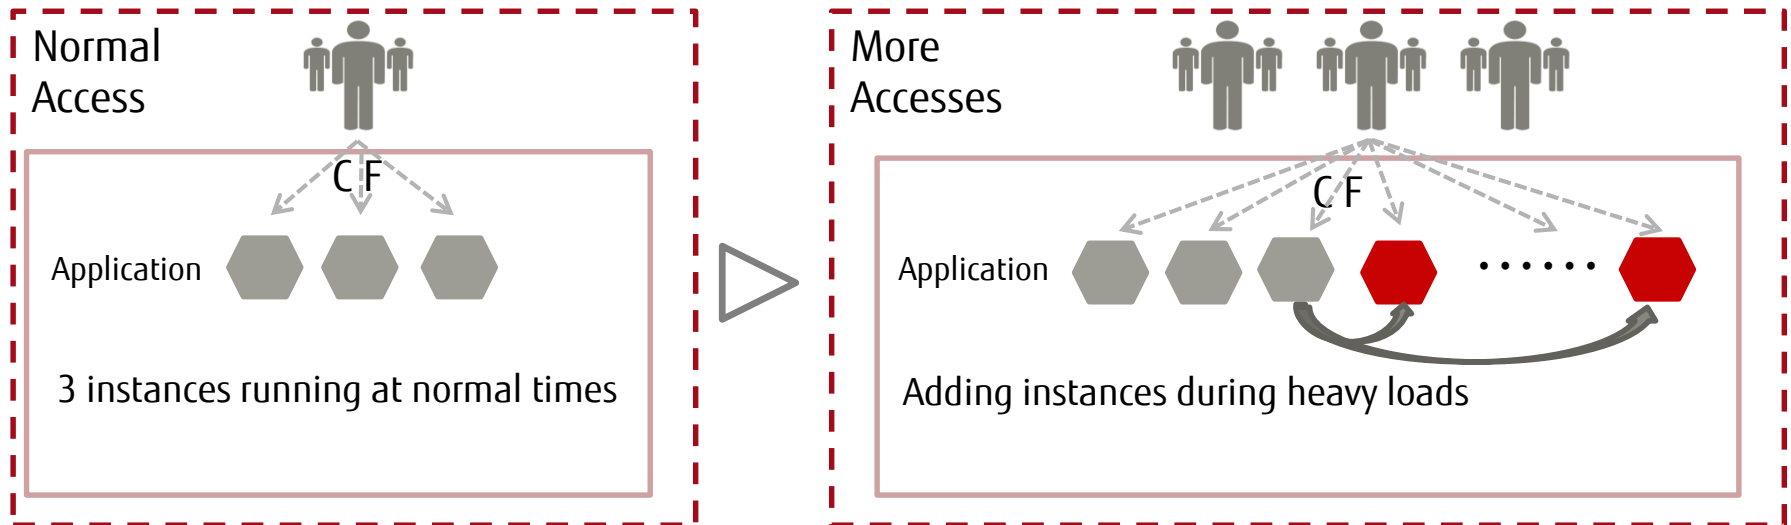 Normal
Access
C F
Application
3 instances running at normal times
More
Accesses
C F
Application
Adding instances during heavy loads